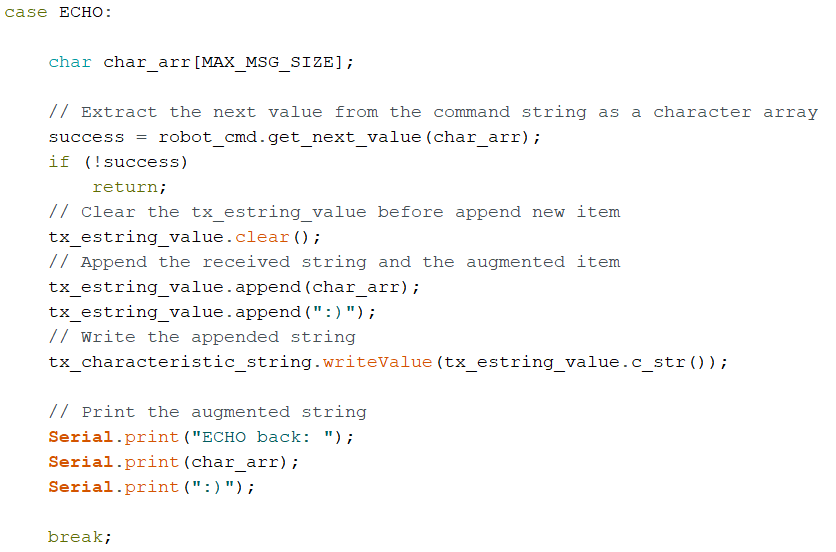 case ECHO:
char char_arr[MAX_MSG_SIZE];
// Extract the next value from the command string as a character array
success = robot_cmd.get_next_value(char_arr);
if (!success)
return;
// Clear the tx_estring_value before append new item
tx_estring_value.clear();
// Append the received string and the augmented item
tx_estring_value.append(char_arr);
tx_estring_value.append(":)");
// Write the appended string
tx_characteristic_string.writeValue(tx_estring_value.c_str());
// Print the augmented string
Serial.print("ECHO back: ");
Serial.print(char_arr);
Serial.print(":)");
break;